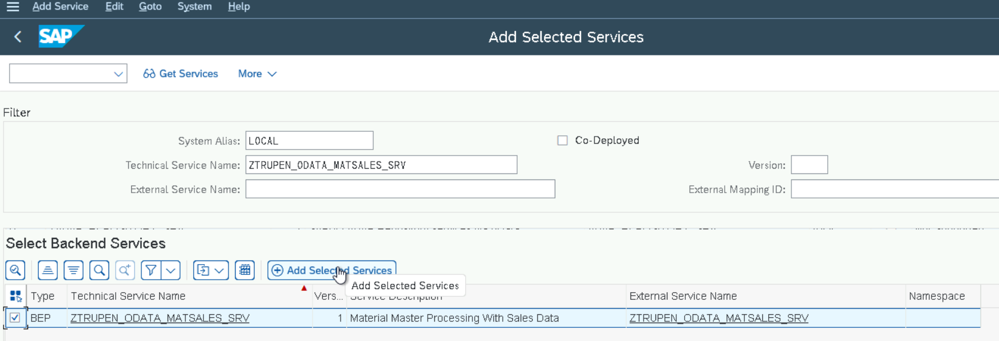 Add Service Edit Goto System Help
SAP Add Selected Services
Get Services More
Filter
System Alias: LOCAL Co-Deployed
Technical Service Name: ZTRUPEN_ODATA_MATSALES_SRV Version:
External Service Name: External Mapping ID:
Select Backend Services
Add Selected Services
Add Selected Services
Type Technical Service Name Vers... Service Description External Service Name Namespace
BEP ZTRUPEN_ODATA_MATSALES_SRV 1 Material Master Processing With Sales Data ZTRUPEN_ODATA_MATSALES_SRV